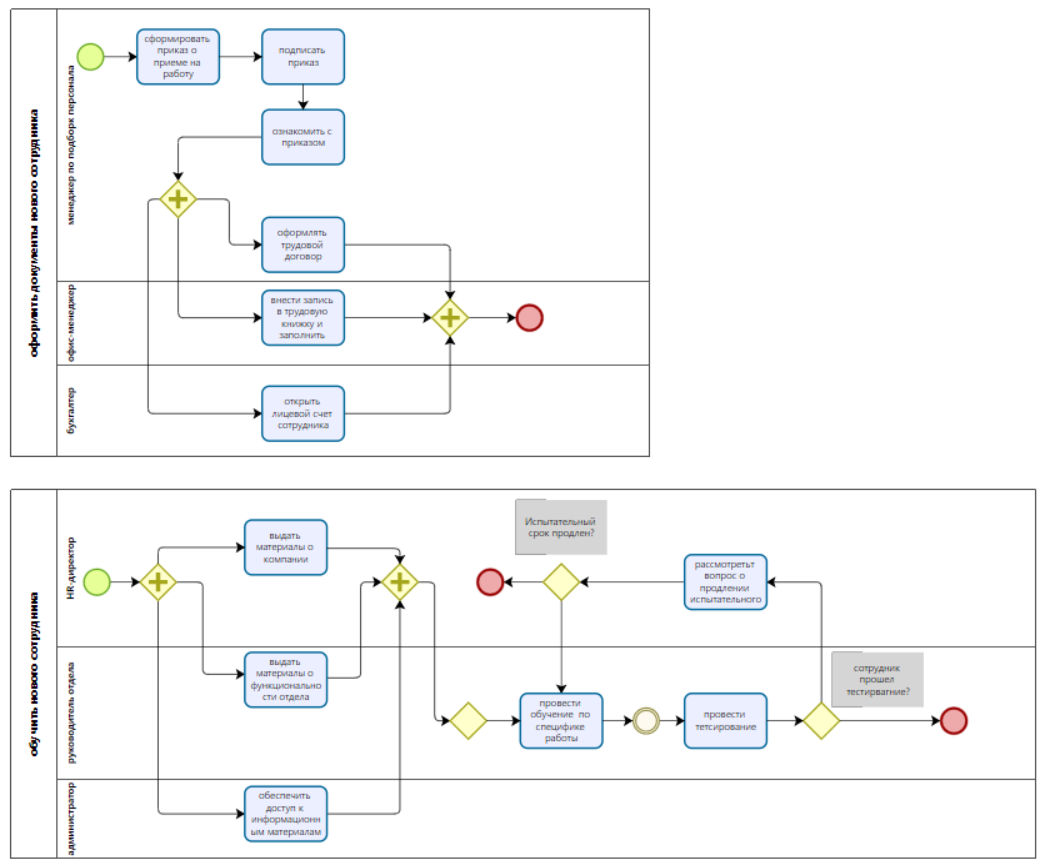 оформлять документы нового сотрудника
менеджер по подборк персонала
сформировать
приказ о
приеме на
работу
подписать
приказ
ознакомить с
приказом
оформлять
трудовой
договор
офис-менеджер
внести запись
в трудовую
книжку и
заполнить
бухгалтер
открыть
лицевой счет
сотрудника
обучить нового сотрудника
HR-директор
выдать
материалы о
компании
Испытательный
срок продлен?
рассмотретьт
вопрос о
продлении
испытательного
руководитель отдела
выдать
материалы о
функционально
сти отдела
провести
обучение по
специфике
работы
провести
тетсирование
сотрудник
прошел
тестирвагние?
администратор
обеспечить
доступ к
информационн
ым материалам